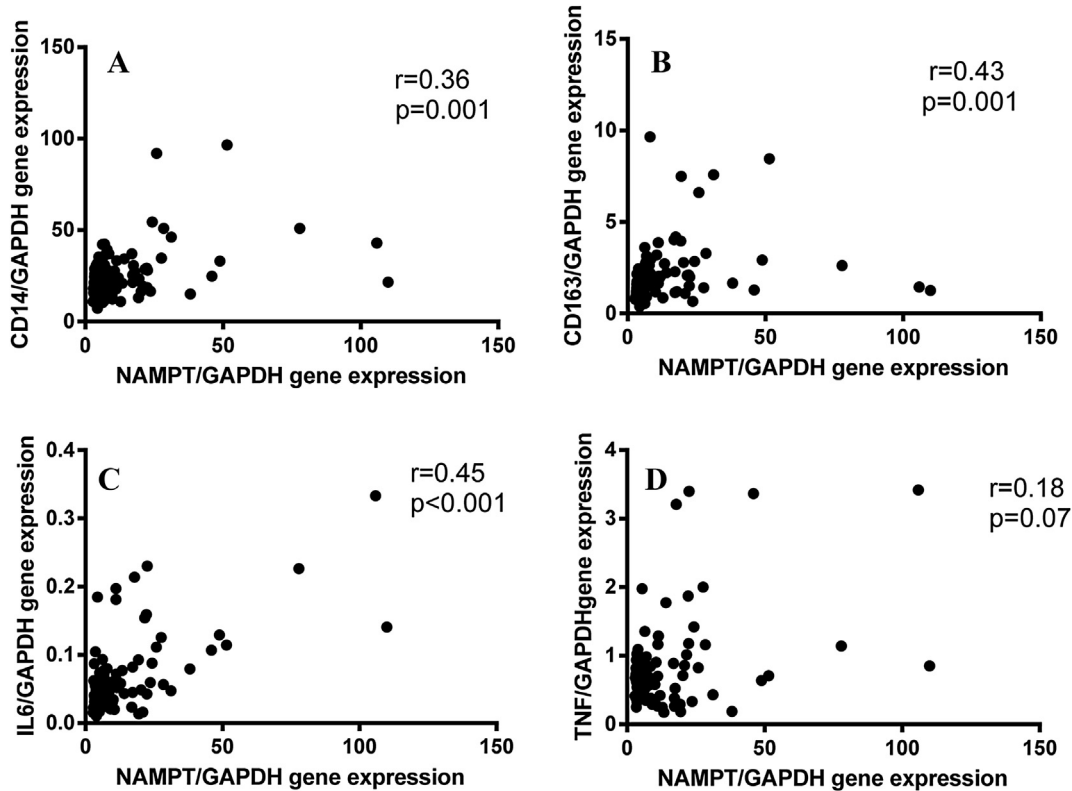 A
r=0.36
p=0.001
CD14/GAPDH gene expression
150
100
50
0
0 50 100 150
NAMPT/GAPDH gene expression
B
r=0.43
p=0.001
CD163/GAPDH gene expression
15
10
5
0
0 50 100 150
NAMPT/GAPDH gene expression
C
r=0.45
p<0.001
IL6/GAPDH gene expression
0.4
0.3
0.2
0.1
0.0
0 50 100 150
NAMPT/GAPDH gene expression
D
r=0.18
p=0.07
TNF/GAPDHgene expression
4
3
2
1
0
0 50 100 150
NAMPT/GAPDH gene expression